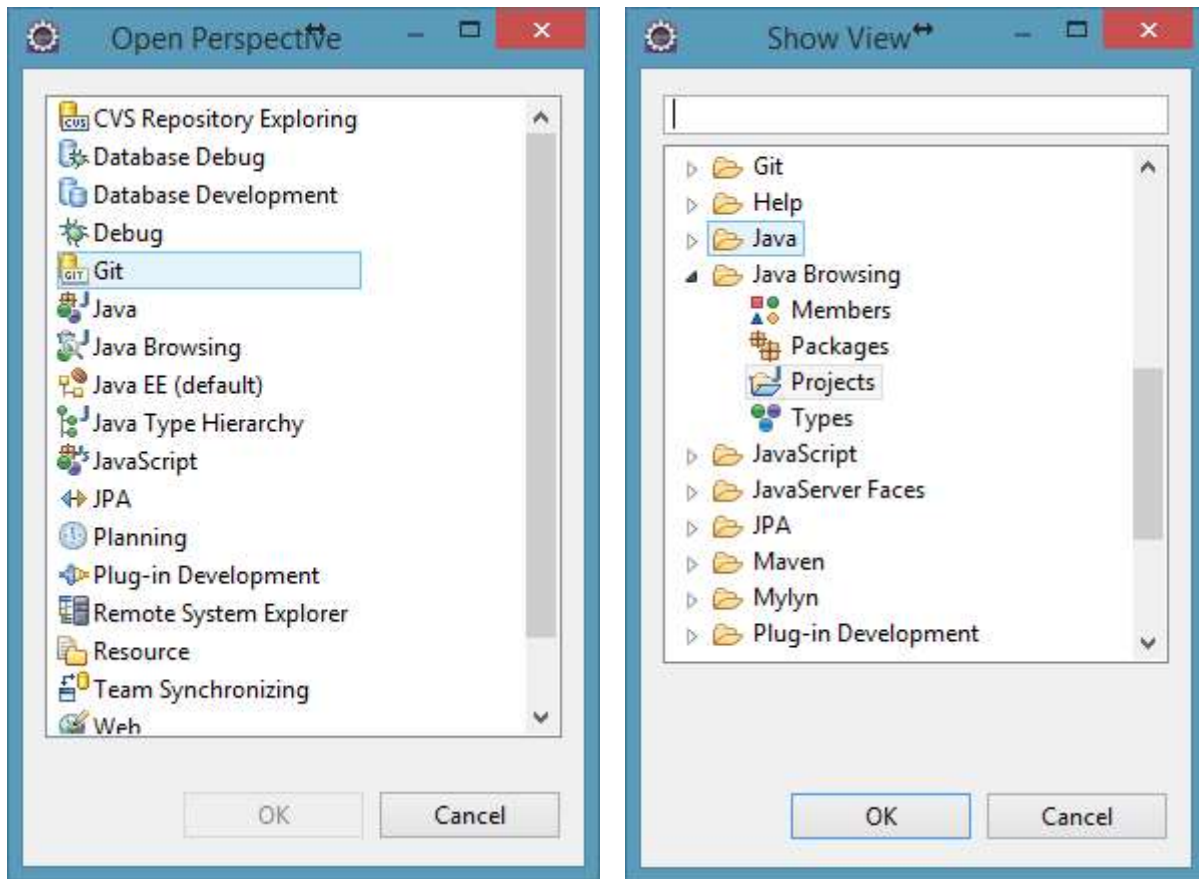 Open Perspective
CVS Repository Exploring
Database Debug
Database Development
Debug
Git
Java
Java Browsing
Java EE (default)
Java Type Hierarchy
JavaScript
JPA
Planning
Plug-in Development
Remote System Explorer
Resource
Team Synchronizing
Web
OK Cancel
Show View
Git
Help
Java
Java Browsing
Members
Packages
Projects
Types
JavaScript
JavaServer Faces
JPA
Maven
Mylyn
Plug-in Development
OK Cancel